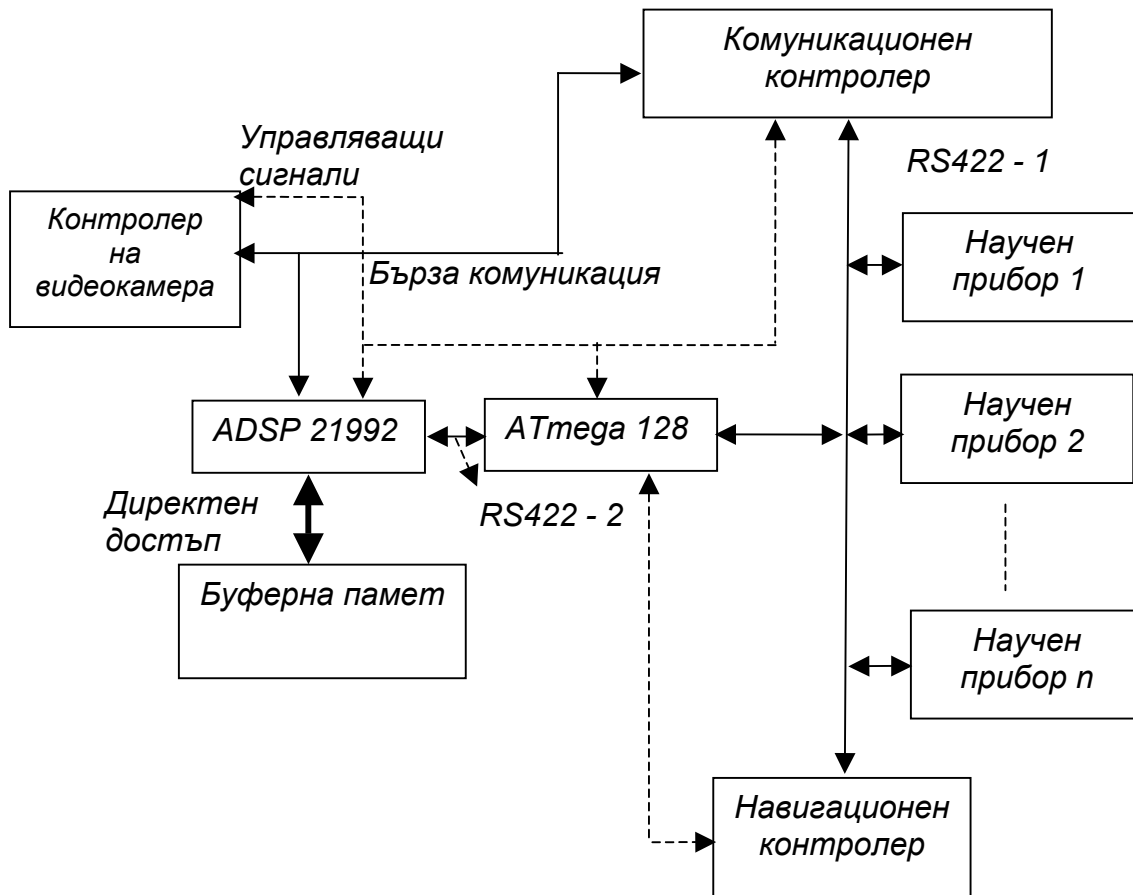 Комуникационен
контролер
Управляващи
сигнали
RS422 - 1
Контролер
на
видеокамера
Научен
прибор 1
Бърза комуникация
ADSP 21992
ATmega 128
Научен
прибор 2
Директен
достъп
RS422 - 2
Буферна памет
Научен
прибор n
Навигационен
контролер